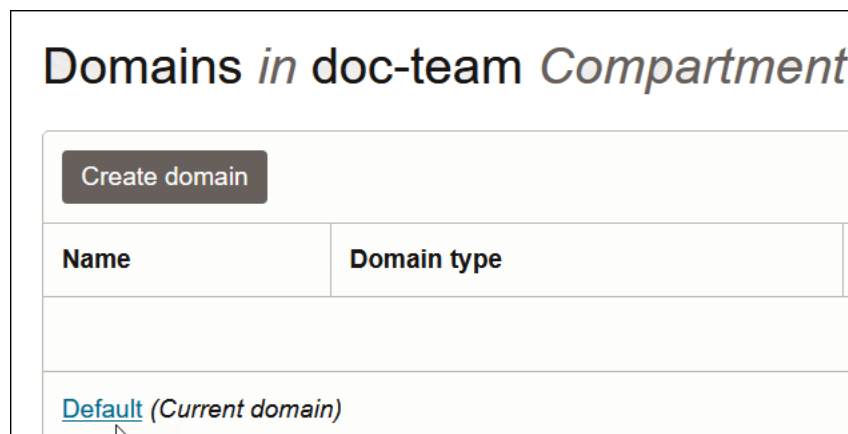 Domains in doc-team Compartment
Create domain
Name Domain type
Default (Current domain)